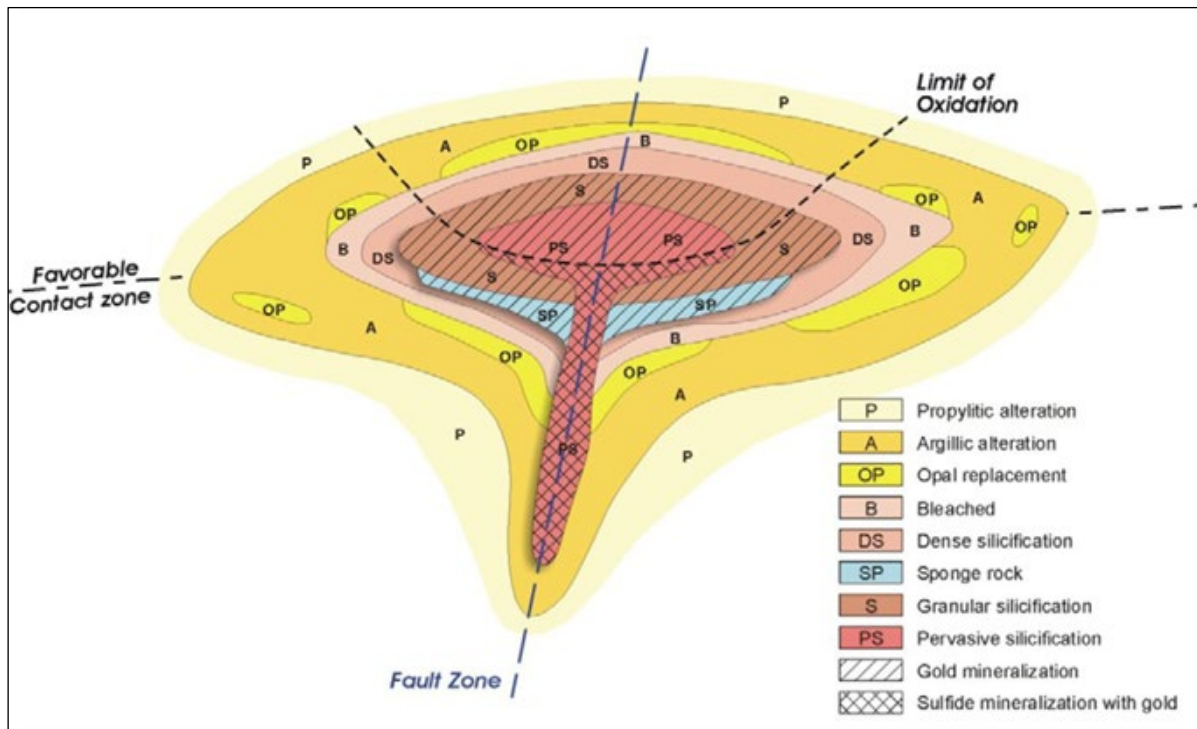 Limit of
Oxidation
P
A
OP
B
DS
S
P
OP
B
DS
PS
PS
S
S
DS
B
OP
A
OP
OP
SP
SP
B
Favorable
Contact zone
OP
A
OP
OP
A
P
PS
P
Fault Zone
P Propylitic alteration
A Argillic alteration
OP Opal replacement
B Bleached
DS Dense silicification
SP Sponge rock
S Granular silicification
PS Pervasive silicification
Gold mineralization
Sulfide mineralization with gold